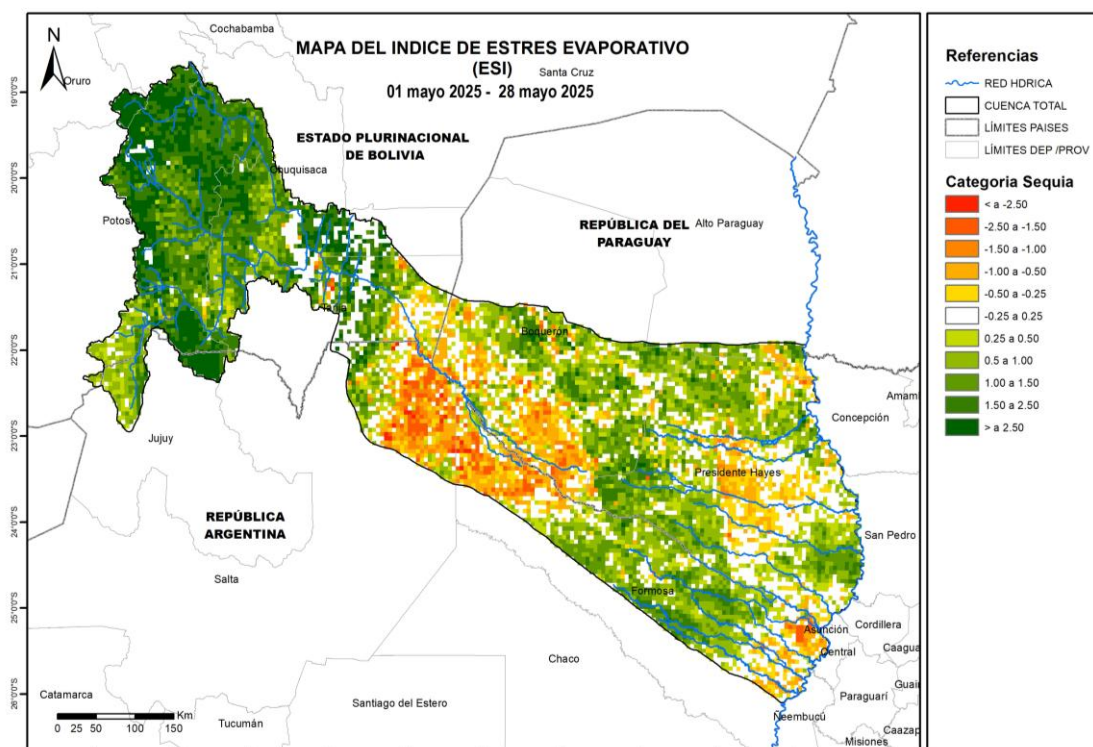 MAPA DEL INDICE DE ESTRES EVAPORATIVO
(ESI)
01 mayo 2025 - 28 mayo 2025
N
Cochabamba
Oruro
Santa Cruz
ESTADO PLURINACIONAL
DE BOLIVIA
Chuquisaca
Potosí
Tarija
REPÚBLICA DEL
PARAGUAY
Alto Paraguay
Boquerón
Amam
Concepción
Jujuy
Presidente Hayes
REPÚBLICA
ARGENTINA
San Pedro
Salta
Formosa
Asunción
Cordillera
Central
Caagua
Chaco
Guair
Paraguarí
Catamarca
Santiago del Estero
Ñeembucú
Caazap
Tucumán
Misiones
19°0'0"S
20°0'0"S
21°0'0"S
22°0'0"S
23°0'0"S
24°0'0"S
25°0'0"S
26°0'0"S
Km
0 25 50 100 150
Referencias
RED HDRICA
CUENCA TOTAL
LÍMITES PAISES
LÍMITES DEP /PROV
Categoria Sequia
< a -2.50
-2.50 a -1.50
-1.50 a -1.00
-1.00 a -0.50
-0.50 a -0.25
-0.25 a 0.25
0.25 a 0.50
0.5 a 1.00
1.00 a 1.50
1.50 a 2.50
> a 2.50